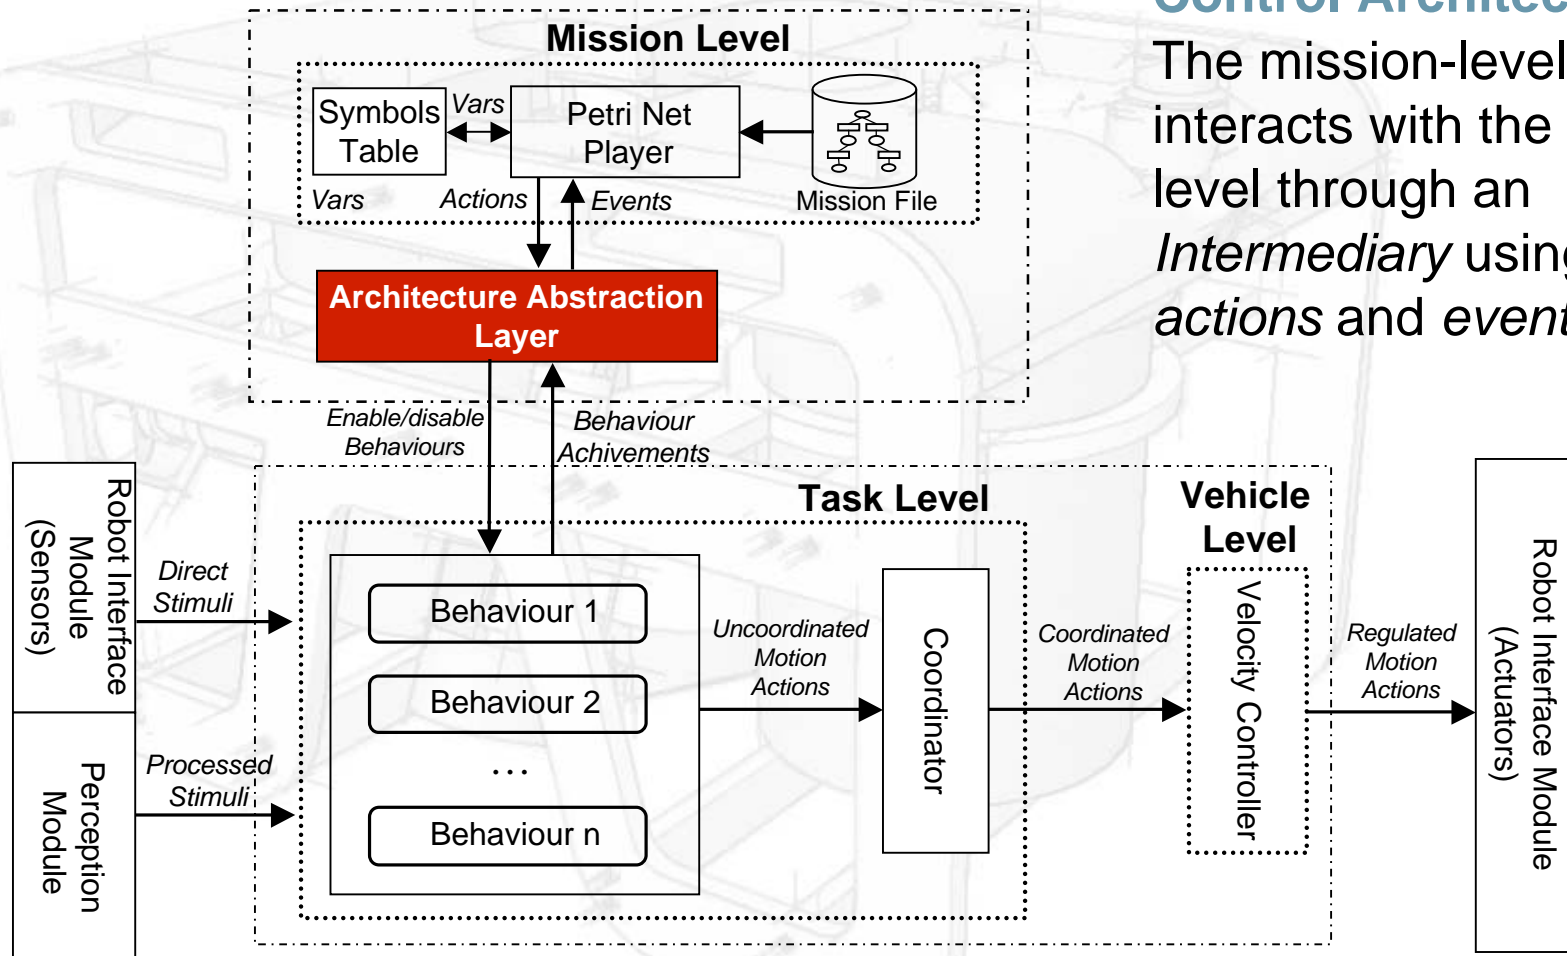 Control Architec
The mission-level
interacts with the
level through an
Intermediary using
actions and event
Mission Level
Symbols
Table
Vars
Petri Net
Player
Vars
Actions
Events
Mission File
Architecture Abstraction
Layer
Enable/disable
Behaviours
Behaviour
Achivements
Task Level
Vehicle
Level
Robot Interface
Module
(Sensors)
Direct
Stimuli
Perception
Module
Processed
Stimuli
Behaviour 1
Behaviour 2
...
Behaviour n
Uncoordinated
Motion
Actions
Coordinator
Coordinated
Motion
Actions
Velocity Controller
Regulated
Motion
Actions
Robot Interface Module
(Actuators)